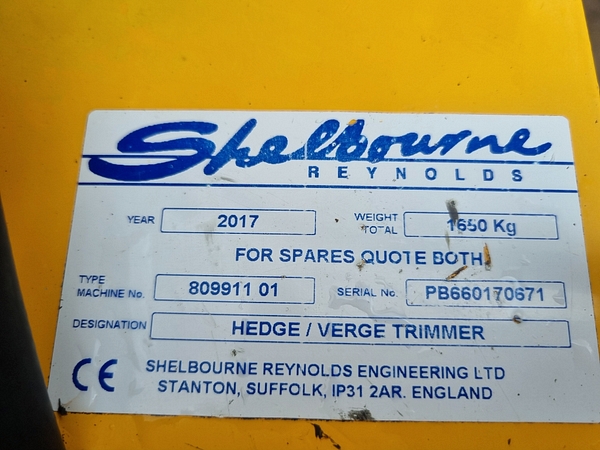 Shelbourne
REYNOLDS
YEAR 2017 WEIGHT TOTAL 1650 Kg
FOR SPARES QUOTE BOTH
TYPE MACHINE No. 809911 01 SERIAL No. PB660170671
DESIGNATION HEDGE / VERGE TRIMMER
CE SHELBOURNE REYNOLDS ENGINEERING LTD
STANTON, SUFFOLK, IP31 2AR. ENGLAND